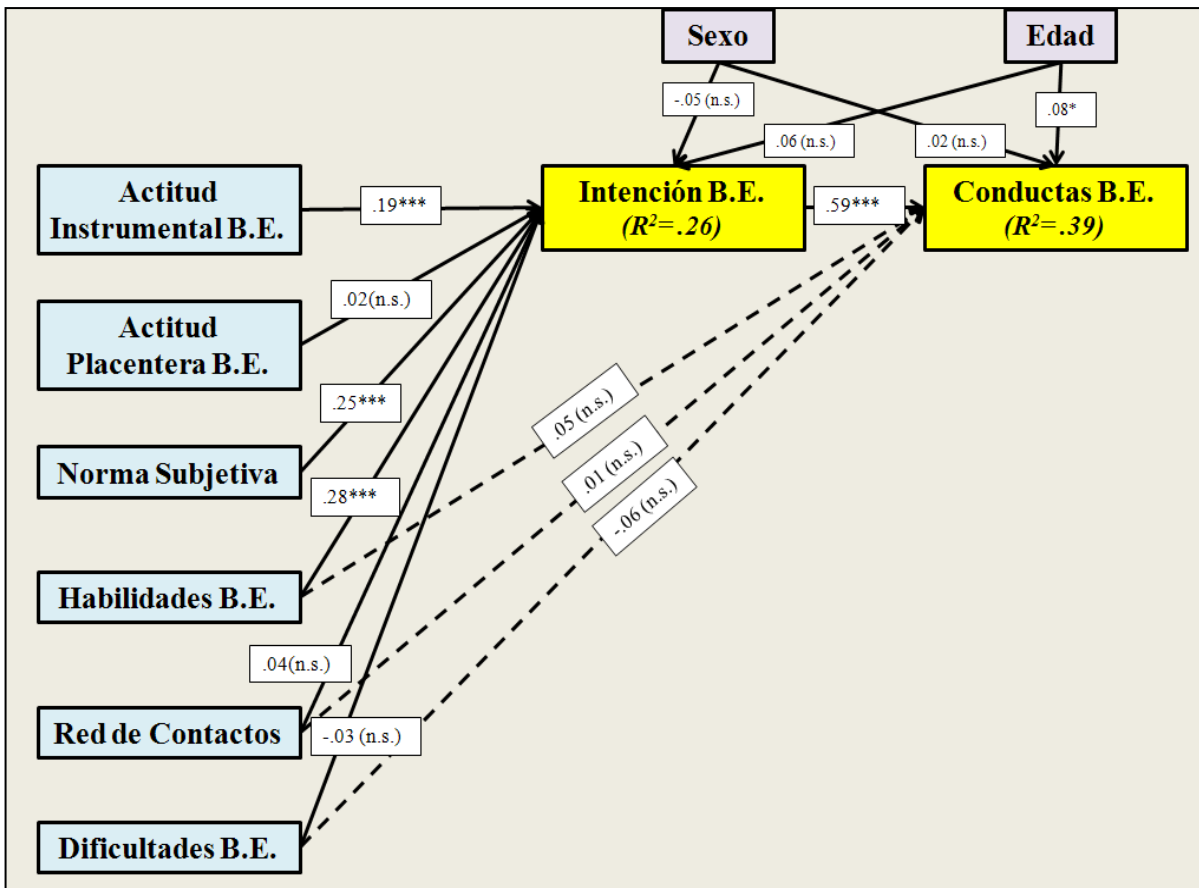 Sexo
Edad
-.05 (n.s.)
.08*
.06 (n.s.)
.02 (n.s.)
Actitud
Instrumental B.E.
.19***
Intención B.E.
(R²= .26)
.59***
Conductas B.E.
(R²= .39)
.02(n.s.)
Actitud
Placentera B.E.
.25***
.05 (n.s.)
Norma Subjetiva
.28***
.01 (n.s.)
-.06 (n.s.)
Habilidades B.E.
.04(n.s.)
Red de Contactos
-.03 (n.s.)
Dificultades B.E.